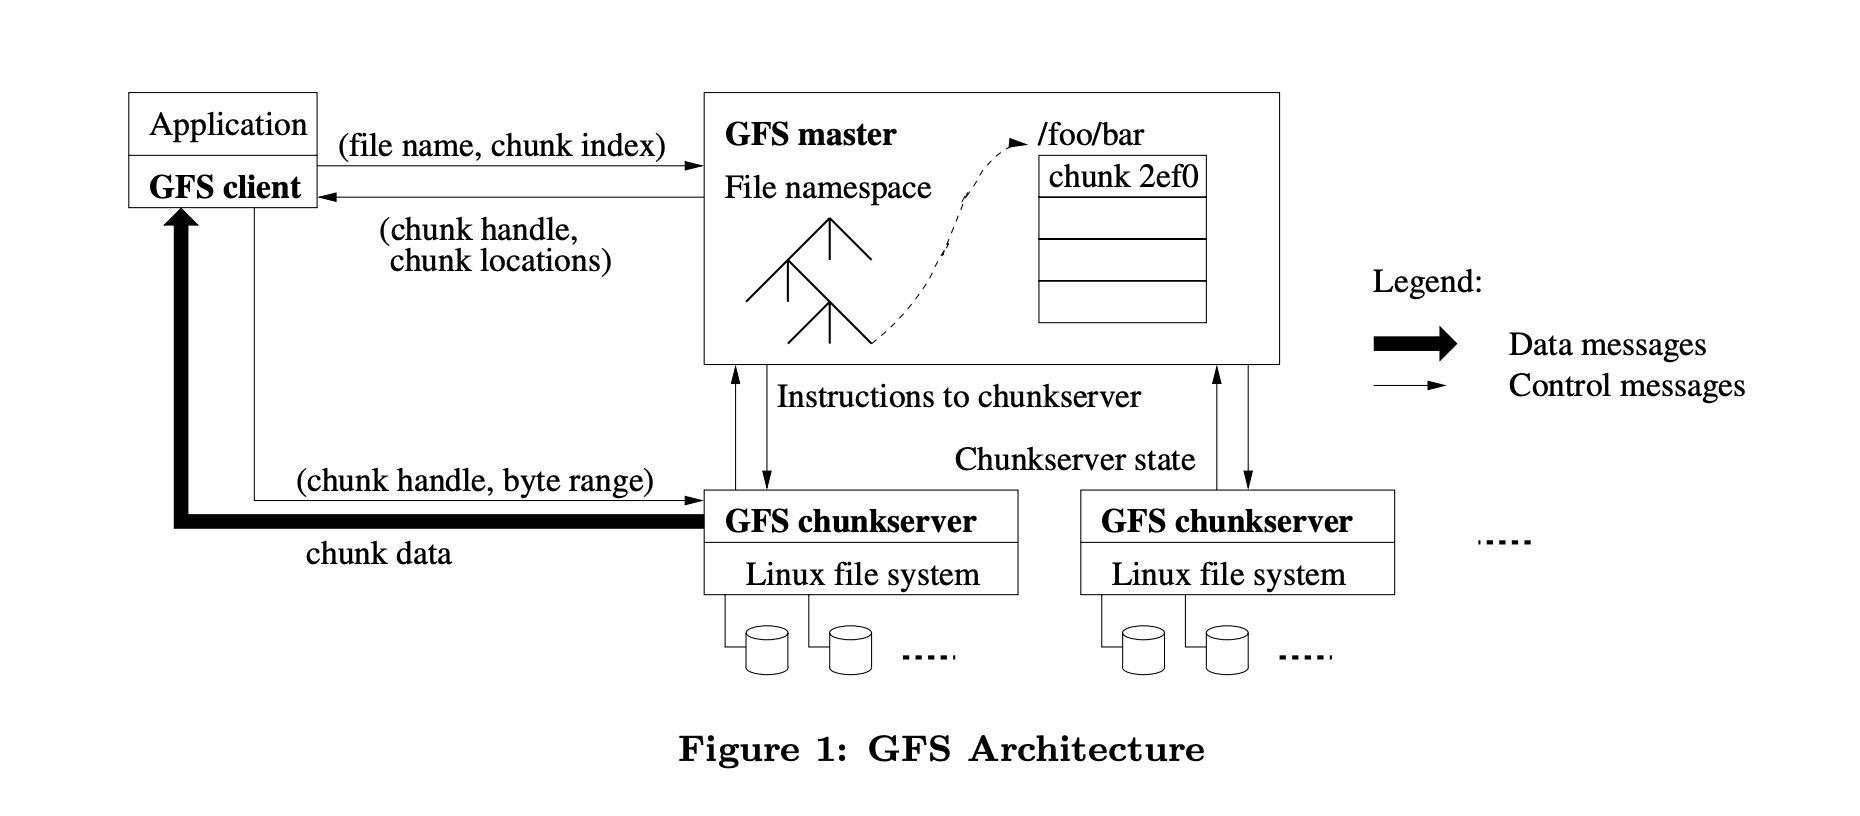 Application
GFS client
(file name, chunk index)
(chunk handle,
chunk locations)
GFS master
File namespace
/foo/bar
chunk 2ef0
Legend:
Data messages
Control messages
Instructions to chunkserver
Chunkserver state
(chunk handle, byte range)
chunk data
GFS chunkserver
Linux file system
GFS chunkserver
Linux file system
Figure 1: GFS Architecture